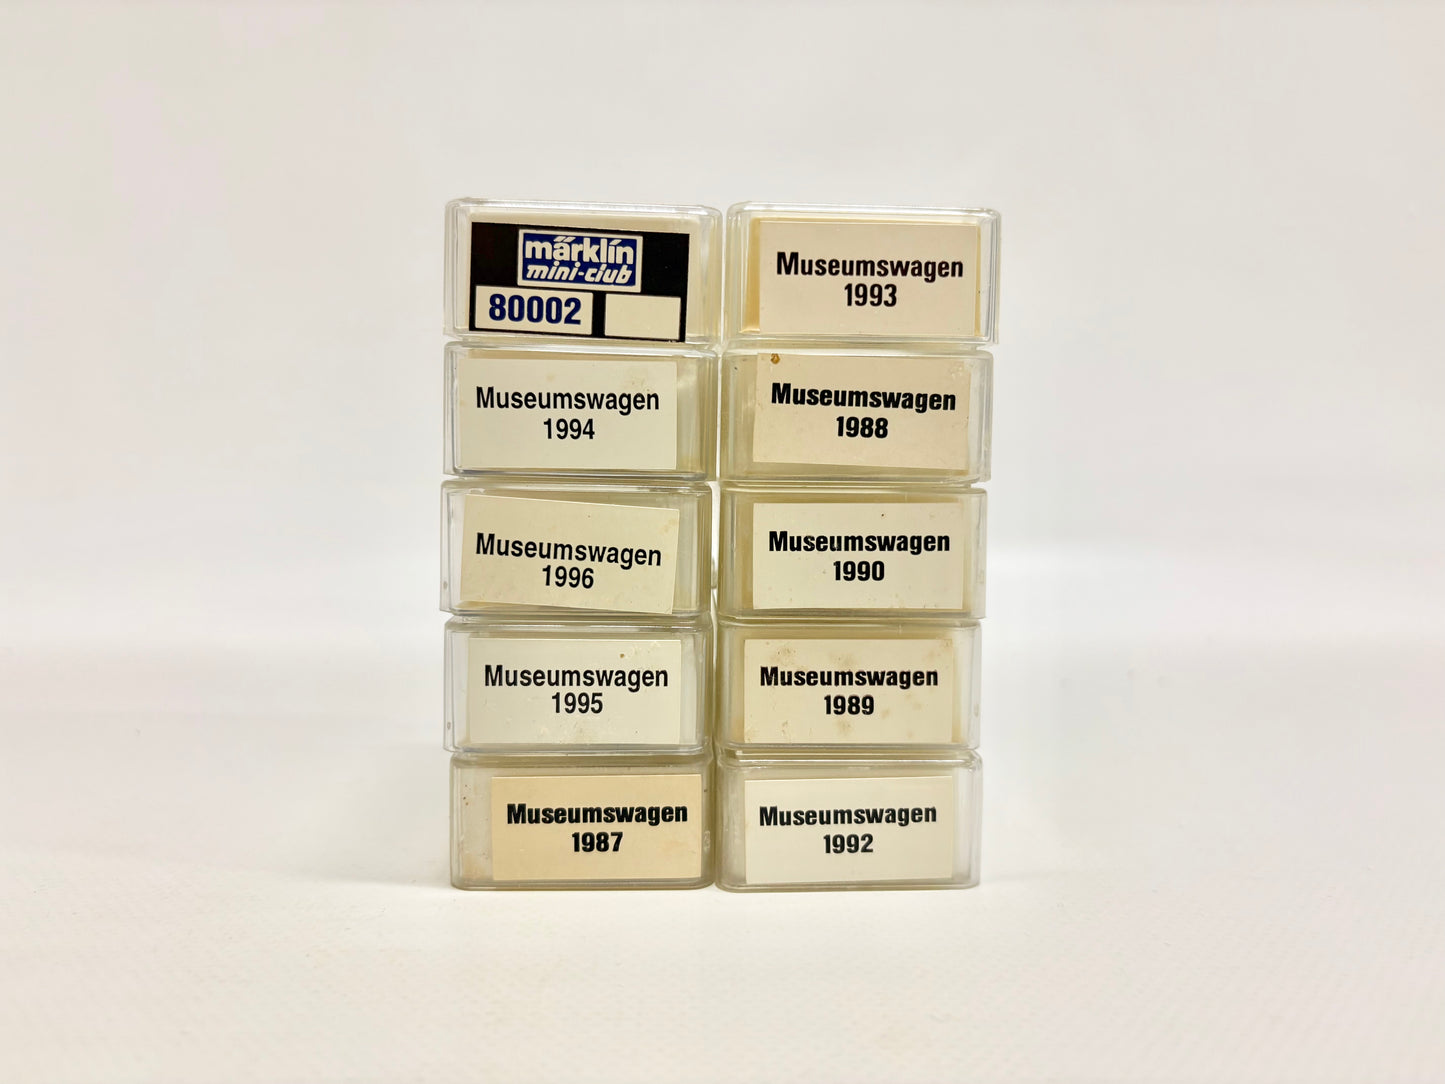 märklin
mini-club
80002
Museumswagen
1994
Museumswagen
1996
Museumswagen
1995
Museumswagen
1987
Museumswagen
1993
Museumswagen
1988
Museumswagen
1990
Museumswagen
1989
Museumswagen
1992